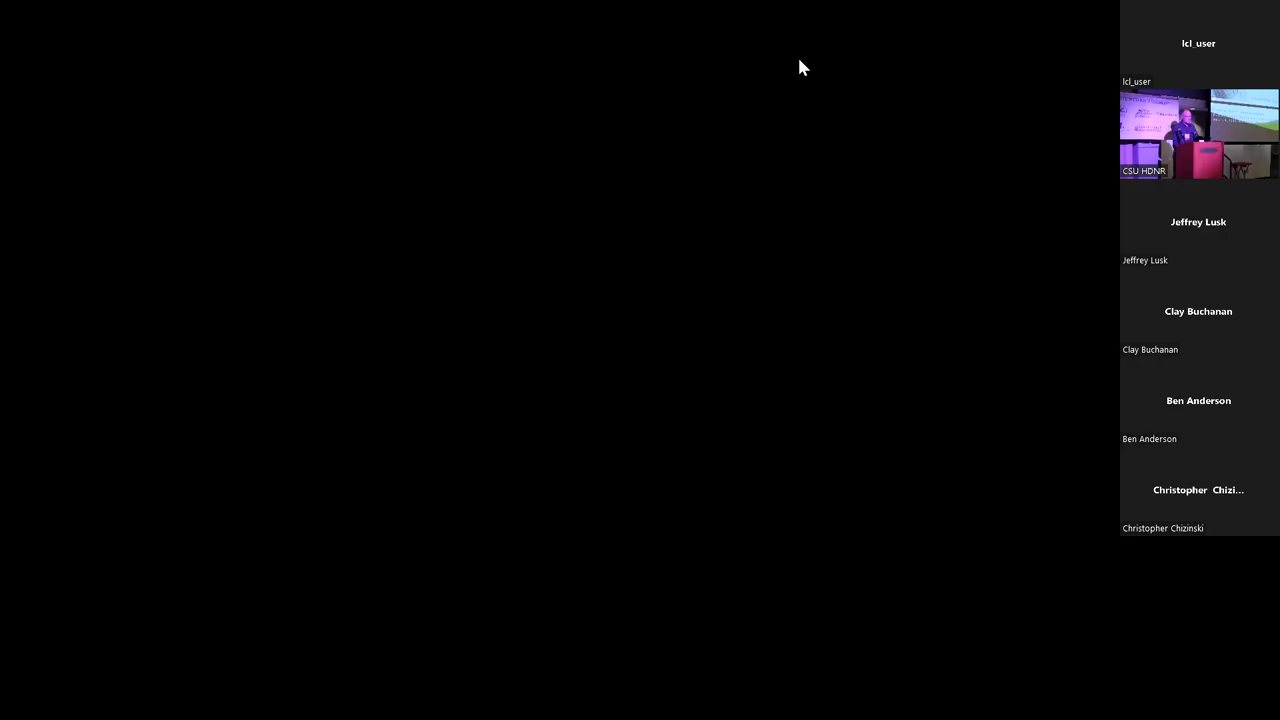 lcl_user
lcl_user
CSU HDNR
Jeffrey Lusk
Jeffrey Lusk
Clay Buchanan
Clay Buchanan
Ben Anderson
Ben Anderson
Christopher Chizi...
Christopher Chizinski